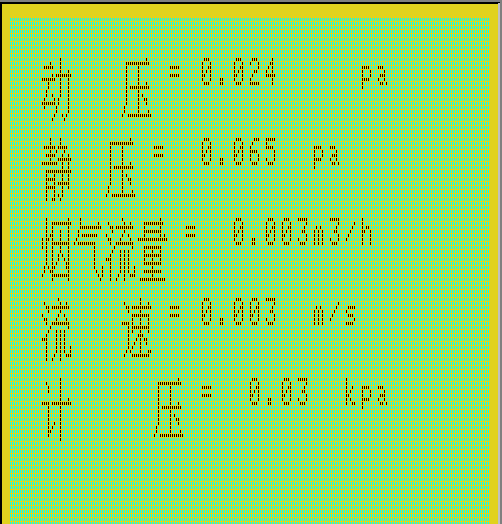 动 压= 0.024 pa
静 压= 0.065 pa
烟气流量= 0.003m3/h
流 速= 0.003 m/s
计 压= 0.03 kpa